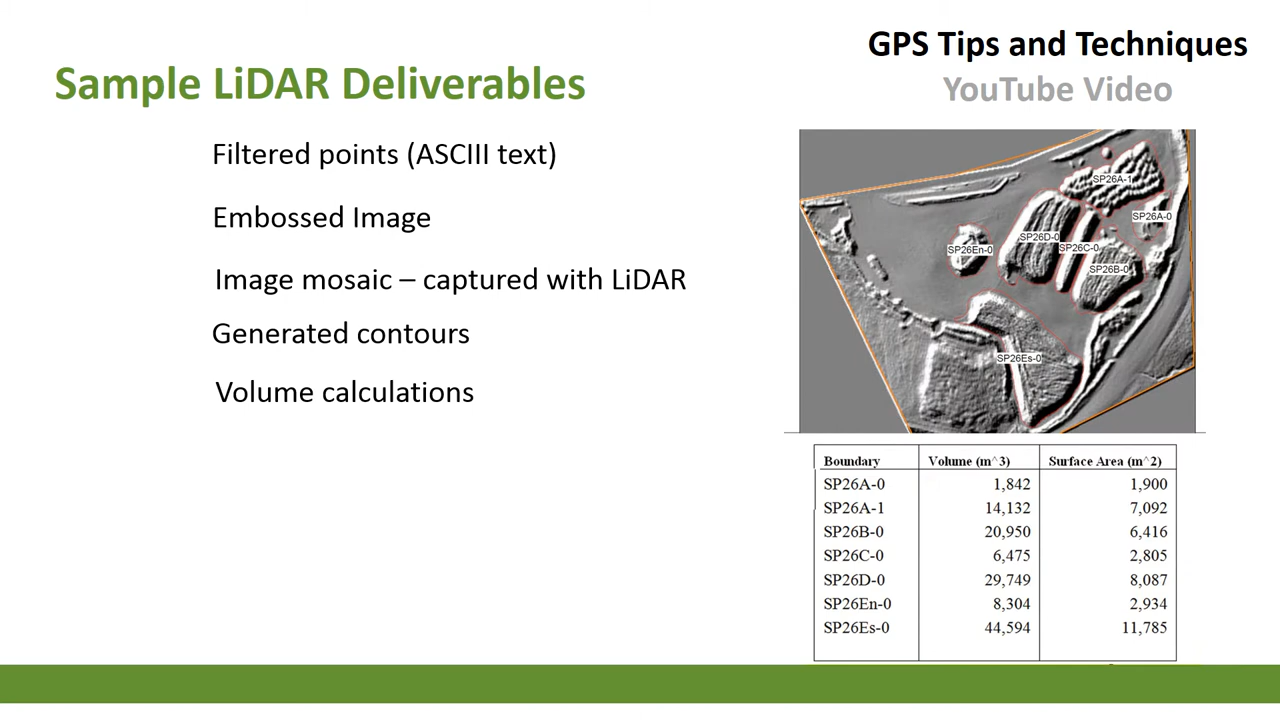 GPS Tips and Techniques
YouTube Video
Sample LiDAR Deliverables
Filtered points (ASCIII text)
Embossed Image
Image mosaic – captured with LiDAR
Generated contours
Volume calculations
SP26A-1
SP26A-0
SP26D-0
SP26C-0
SP26En-0
SP26B-0
SP26Es-0
Boundary Volume (m^3) Surface Area (m^2)
SP26A-0 1,842 1,900
SP26A-1 14,132 7,092
SP26B-0 20,950 6,416
SP26C-0 6,475 2,805
SP26D-0 29,749 8,087
SP26En-0 8,304 2,934
SP26Es-0 44,594 11,785